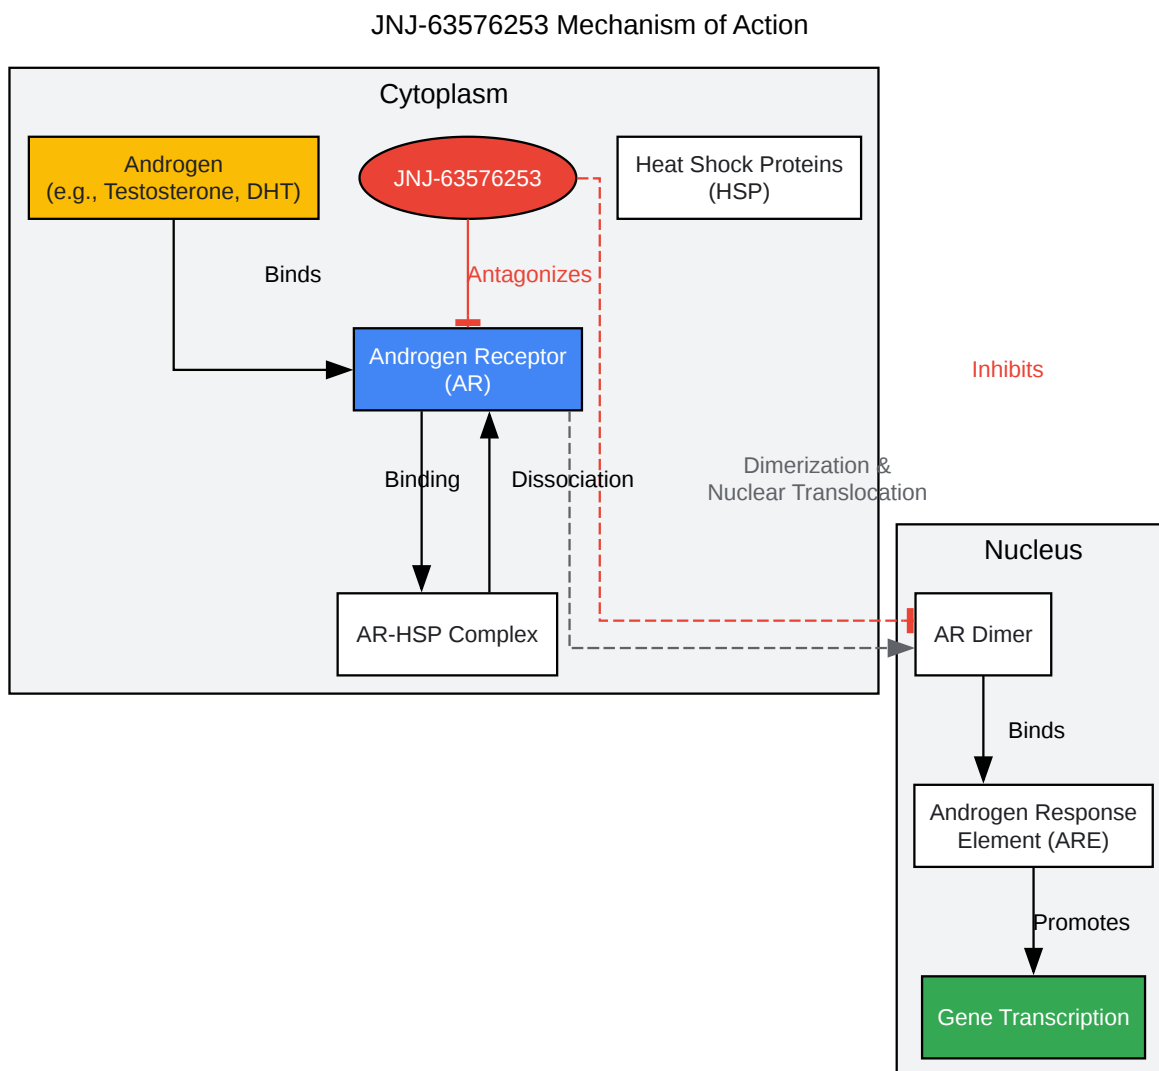 JNJ-63576253 Mechanism of Action
Cytoplasm
Androgen
(e.g., Testosterone, DHT)
JNJ-63576253
Heat Shock Proteins
(HSP)
Binds
Antagonizes
Androgen Receptor
(AR)
Inhibits
Binding
Dissociation
Dimerization &
Nuclear Translocation
Nucleus
AR-HSP Complex
AR Dimer
Binds
Androgen Response
Element (ARE)
Promotes
Gene Transcription